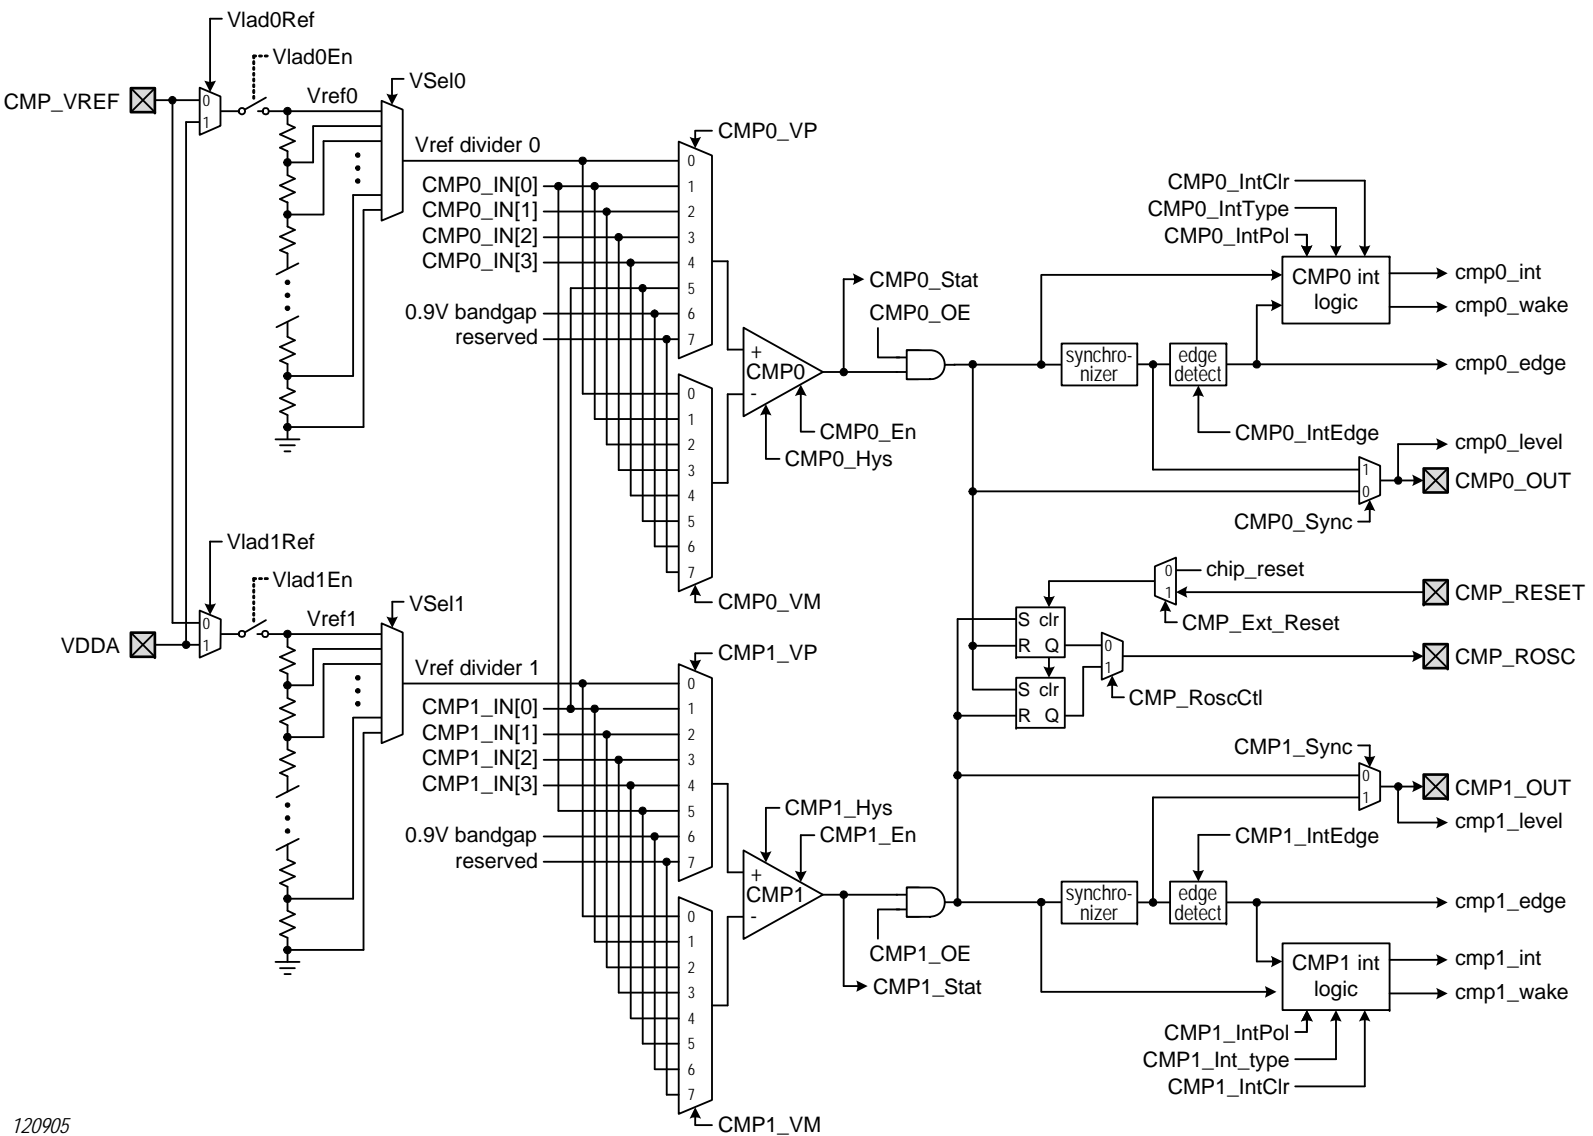 Vlad0Ref
Vlad0En
CMP_VREF
0
1
Vref0
VSel0
Vref divider 0
CMP0_IN[0]
CMP0_IN[1]
CMP0_IN[2]
CMP0_IN[3]
0.9V bandgap
reserved
CMP0_VP
0
1
2
3
4
5
6
7
0
1
2
3
4
5
6
7
CMP0_VM
+
CMP0
-
CMP0_En
CMP0_Hys
CMP0_Stat
CMP0_OE
CMP0_IntClr
CMP0_IntType
CMP0_IntPol
CMP0 int
logic
cmp0_int
cmp0_wake
synchro-
nizer
edge
detect
cmp0_edge
CMP0_IntEdge
cmp0_level
1
0
CMP0_OUT
CMP0_Sync
0
1
chip_reset
CMP_RESET
CMP_Ext_Reset
S clr
R Q
S clr
R Q
0
1
CMP_ROSC
CMP_RoscCtl
Vlad1Ref
Vlad1En
VDDA
0
1
Vref1
VSel1
Vref divider 1
CMP1_IN[0]
CMP1_IN[1]
CMP1_IN[2]
CMP1_IN[3]
0.9V bandgap
reserved
CMP1_VP
0
1
2
3
4
5
6
7
0
1
2
3
4
5
6
7
CMP1_VM
CMP1_Hys
CMP1_En
+
CMP1
-
CMP1_OE
CMP1_Stat
CMP1_Sync
0
1
CMP1_OUT
cmp1_level
CMP1_IntEdge
synchro-
nizer
edge
detect
cmp1_edge
CMP1 int
logic
cmp1_int
cmp1_wake
CMP1_IntPol
CMP1_Int_type
CMP1_IntClr
120905